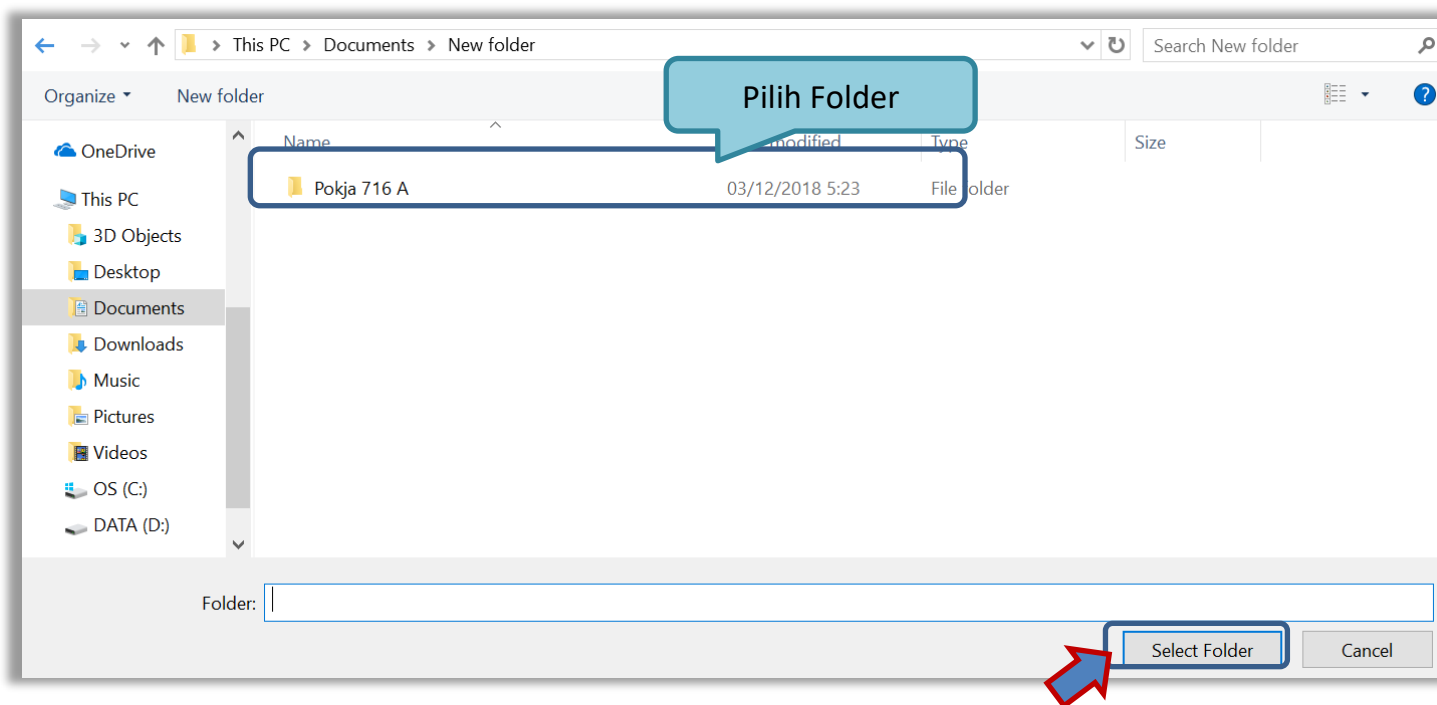 This PC > Documents > New folder
Search New folder
Organize
New folder
Pilih Folder
?
Name
modified
Type
Size
Pokja 716 A
03/12/2018 5:23
File folder
OneDrive
This PC
3D Objects
Desktop
Documents
Downloads
Music
Pictures
Videos
OS (C:)
DATA (D:)
Folder:
Select Folder
Cancel